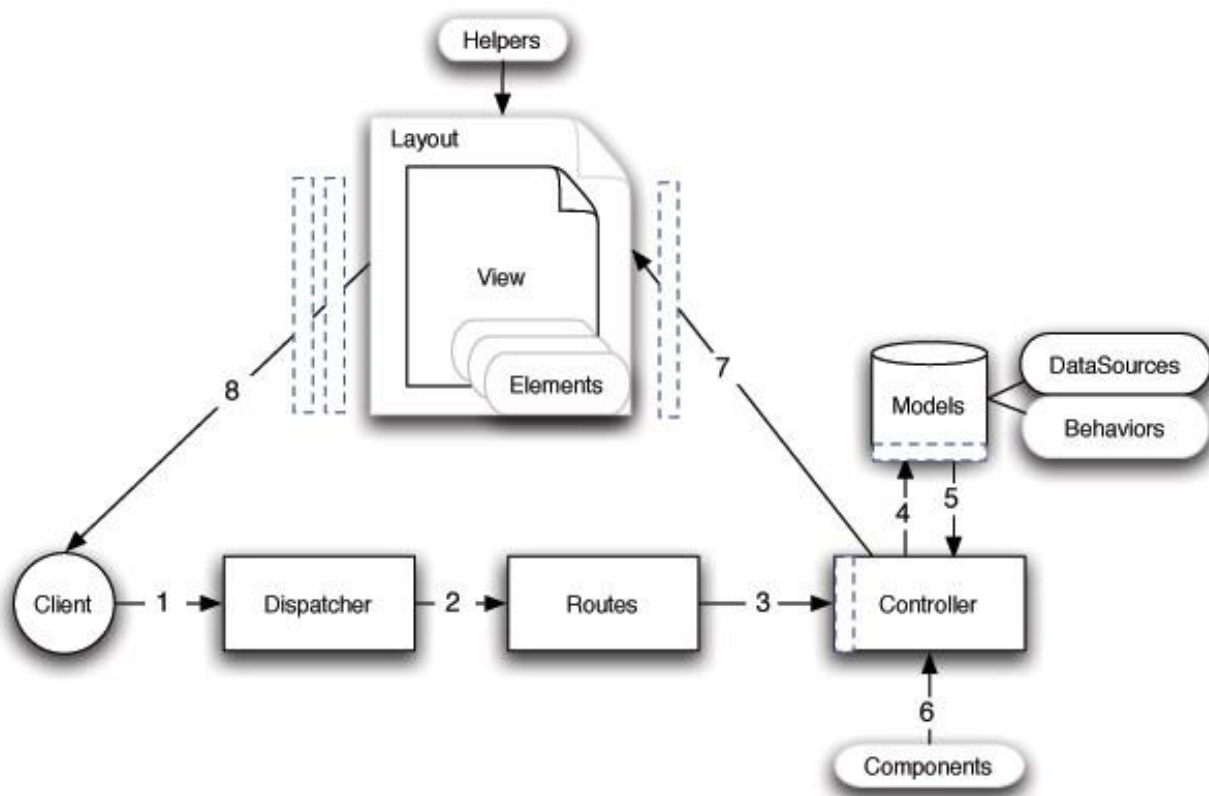 Helpers
Layout
View
Elements
7
8
DataSources
Models
Behaviors
4
5
Client
1
Dispatcher
2
Routes
3
Controller
6
Components